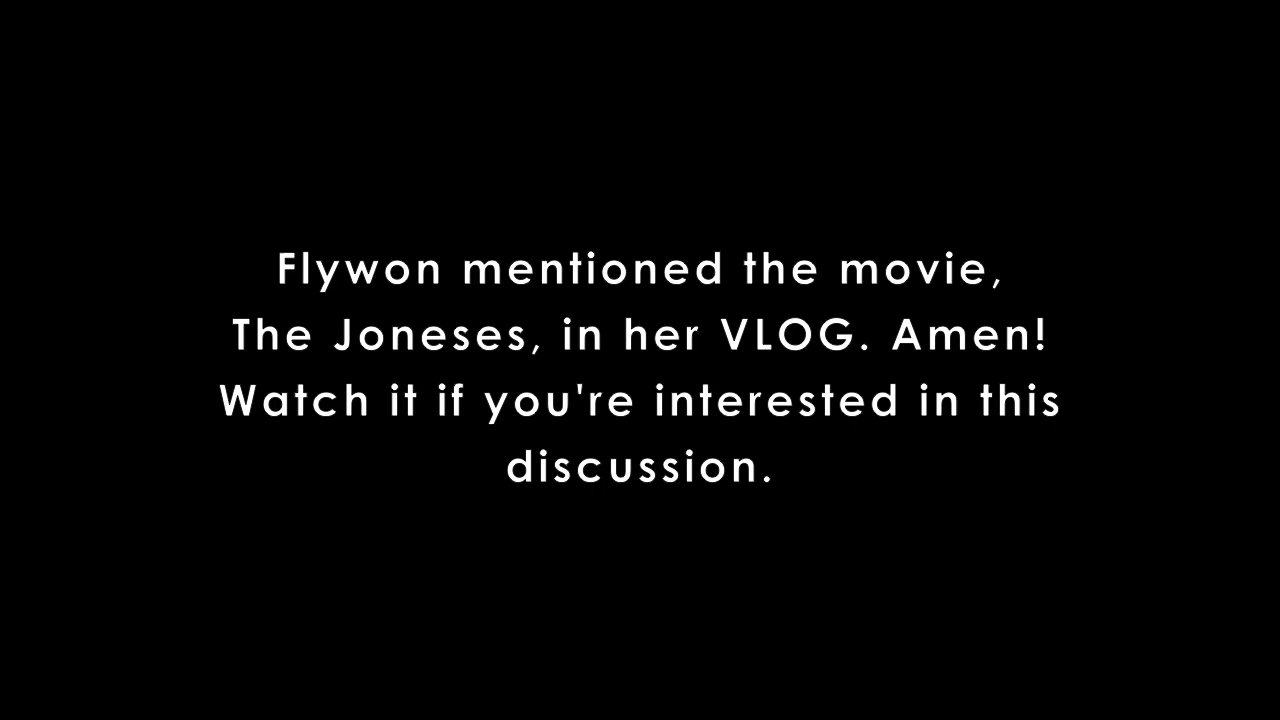 Flywon mentioned the movie,
The Joneses, in her VLOG. Amen!
Watch it if you're interested in this
discussion.